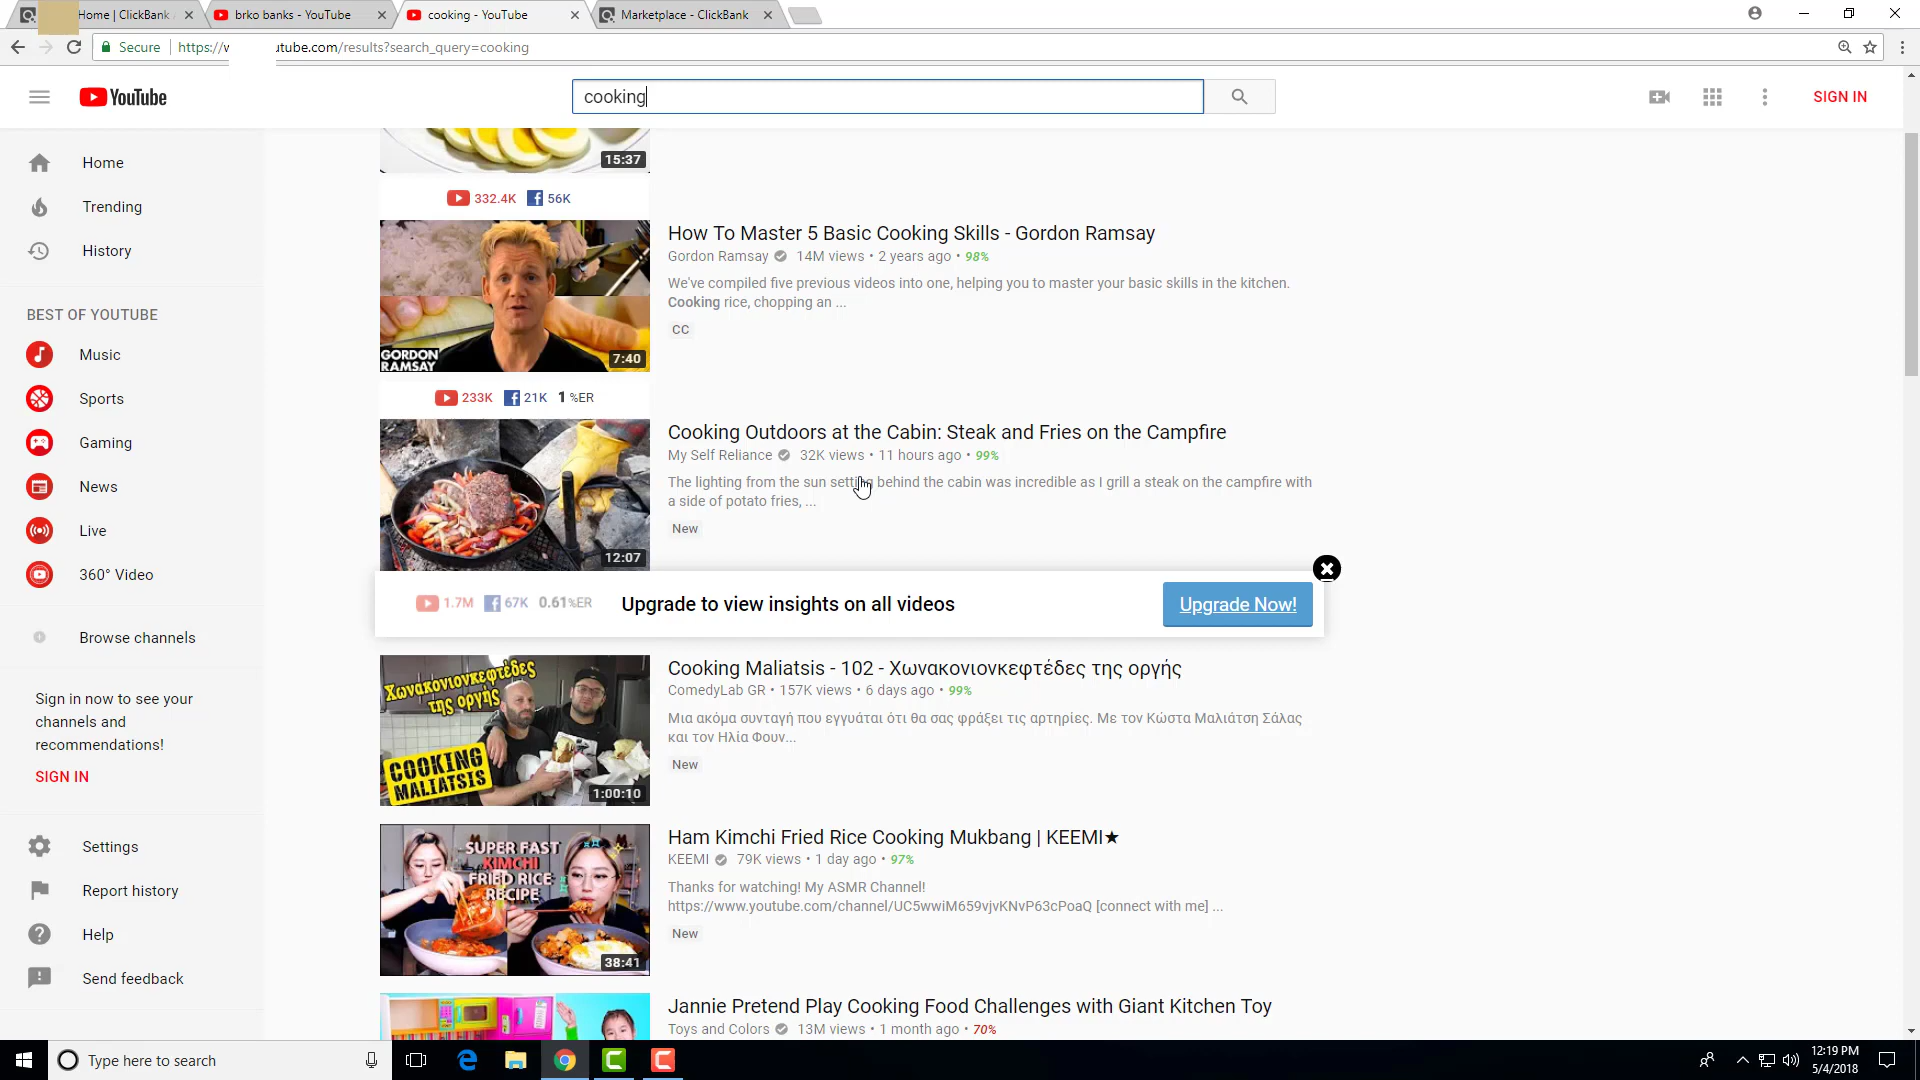 Home | ClickBank
brko banks - YouTube
cooking - YouTube
Marketplace - ClickBank
Secure
https://w
utube.com/results?search_query=cooking
YouTube
cooking
SIGN IN
Home
Trending
History
BEST OF YOUTUBE
Music
Sports
Gaming
News
Live
360° Video
Browse channels
Sign in now to see your
channels and
recommendations!
SIGN IN
Settings
Report history
Help
Send feedback
15:37
332.4K 56K
GORDON
RAMSAY
7:40
How To Master 5 Basic Cooking Skills - Gordon Ramsay
Gordon Ramsay 14M views • 2 years ago • 98%
We've compiled five previous videos into one, helping you to master your basic skills in the kitchen.
Cooking rice, chopping an ...
CC
233K 21K 1 %ER
12:07
Cooking Outdoors at the Cabin: Steak and Fries on the Campfire
My Self Reliance 32K views • 11 hours ago • 99%
The lighting from the sun setting behind the cabin was incredible as I grill a steak on the campfire with
a side of potato fries, ...
New
1.7M 67K 0.61%ER
Upgrade to view insights on all videos
Upgrade Now!
Χωνακονιονκεφτέδες
της οργής
COOKING
MALIATSIS
1:00:10
Cooking Maliatsis - 102 - Χωνακονιονκεφτέδες της οργής
ComedyLab GR • 157K views • 6 days ago • 99%
Μια ακόμα συνταγή που εγγυάται ότι θα σας φράξει τις αρτηρίες. Με τον Κώστα Μαλιάτση Σάλας
και τον Ηλία Φουν...
New
SUPER FAST
KIMCHI
FRIED RICE
RECIPE
38:41
Ham Kimchi Fried Rice Cooking Mukbang | KEEMI★
KEEMI 79K views • 1 day ago • 97%
Thanks for watching! My ASMR Channel!
https://www.youtube.com/channel/UC5wwiM659vjvKNvP63cPoaQ [connect with me] ...
New
Jannie Pretend Play Cooking Food Challenges with Giant Kitchen Toy
Toys and Colors 13M views • 1 month ago • 70%
Type here to search
12:19 PM
5/4/2018